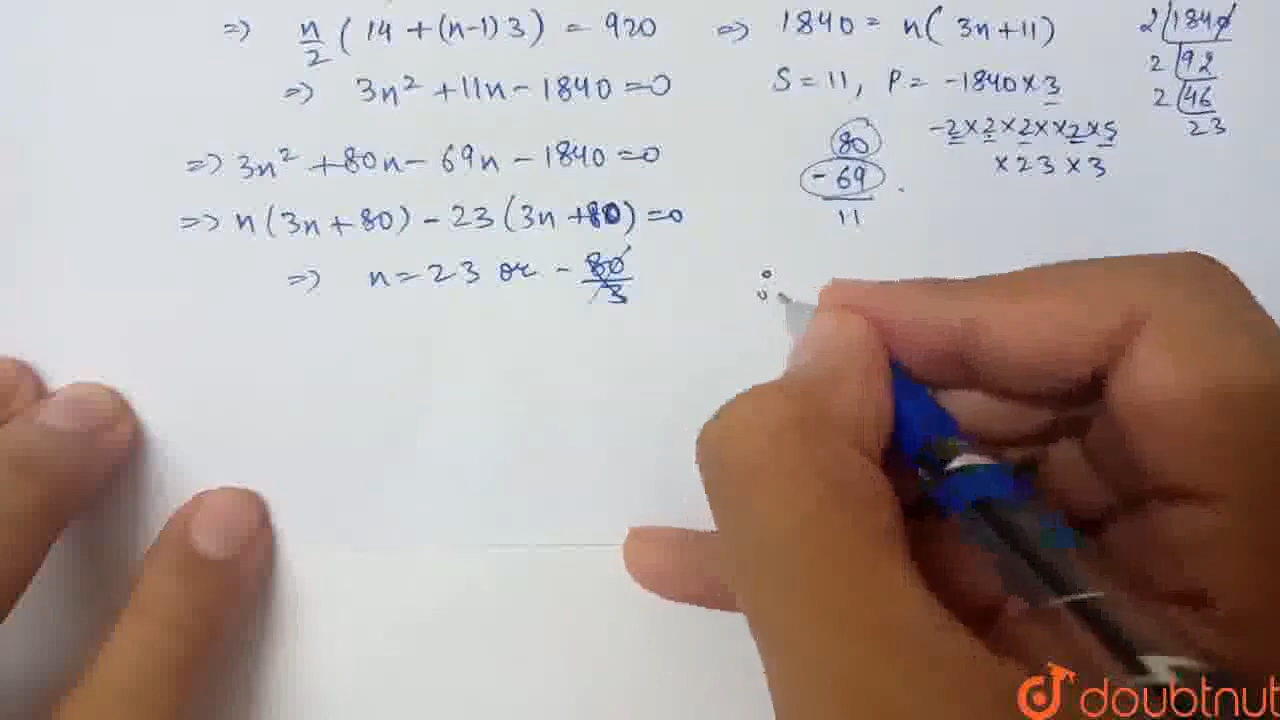 => n/2 ( 14 + (n-1) 3 ) = 920 => 1840 = n( 3n+11)
=> 3n² + 11n - 1840 = 0
S = 11, P = -1840 × 3
-2×2×2××2×5
×23×3
80
-69
11
2 1840
2 92
2 46
23
=> 3n² + 80n - 69n - 1840 = 0
=> n (3n + 80) - 23 (3n + 80) = 0
=> n = 23 or - 80/3
doubtnut